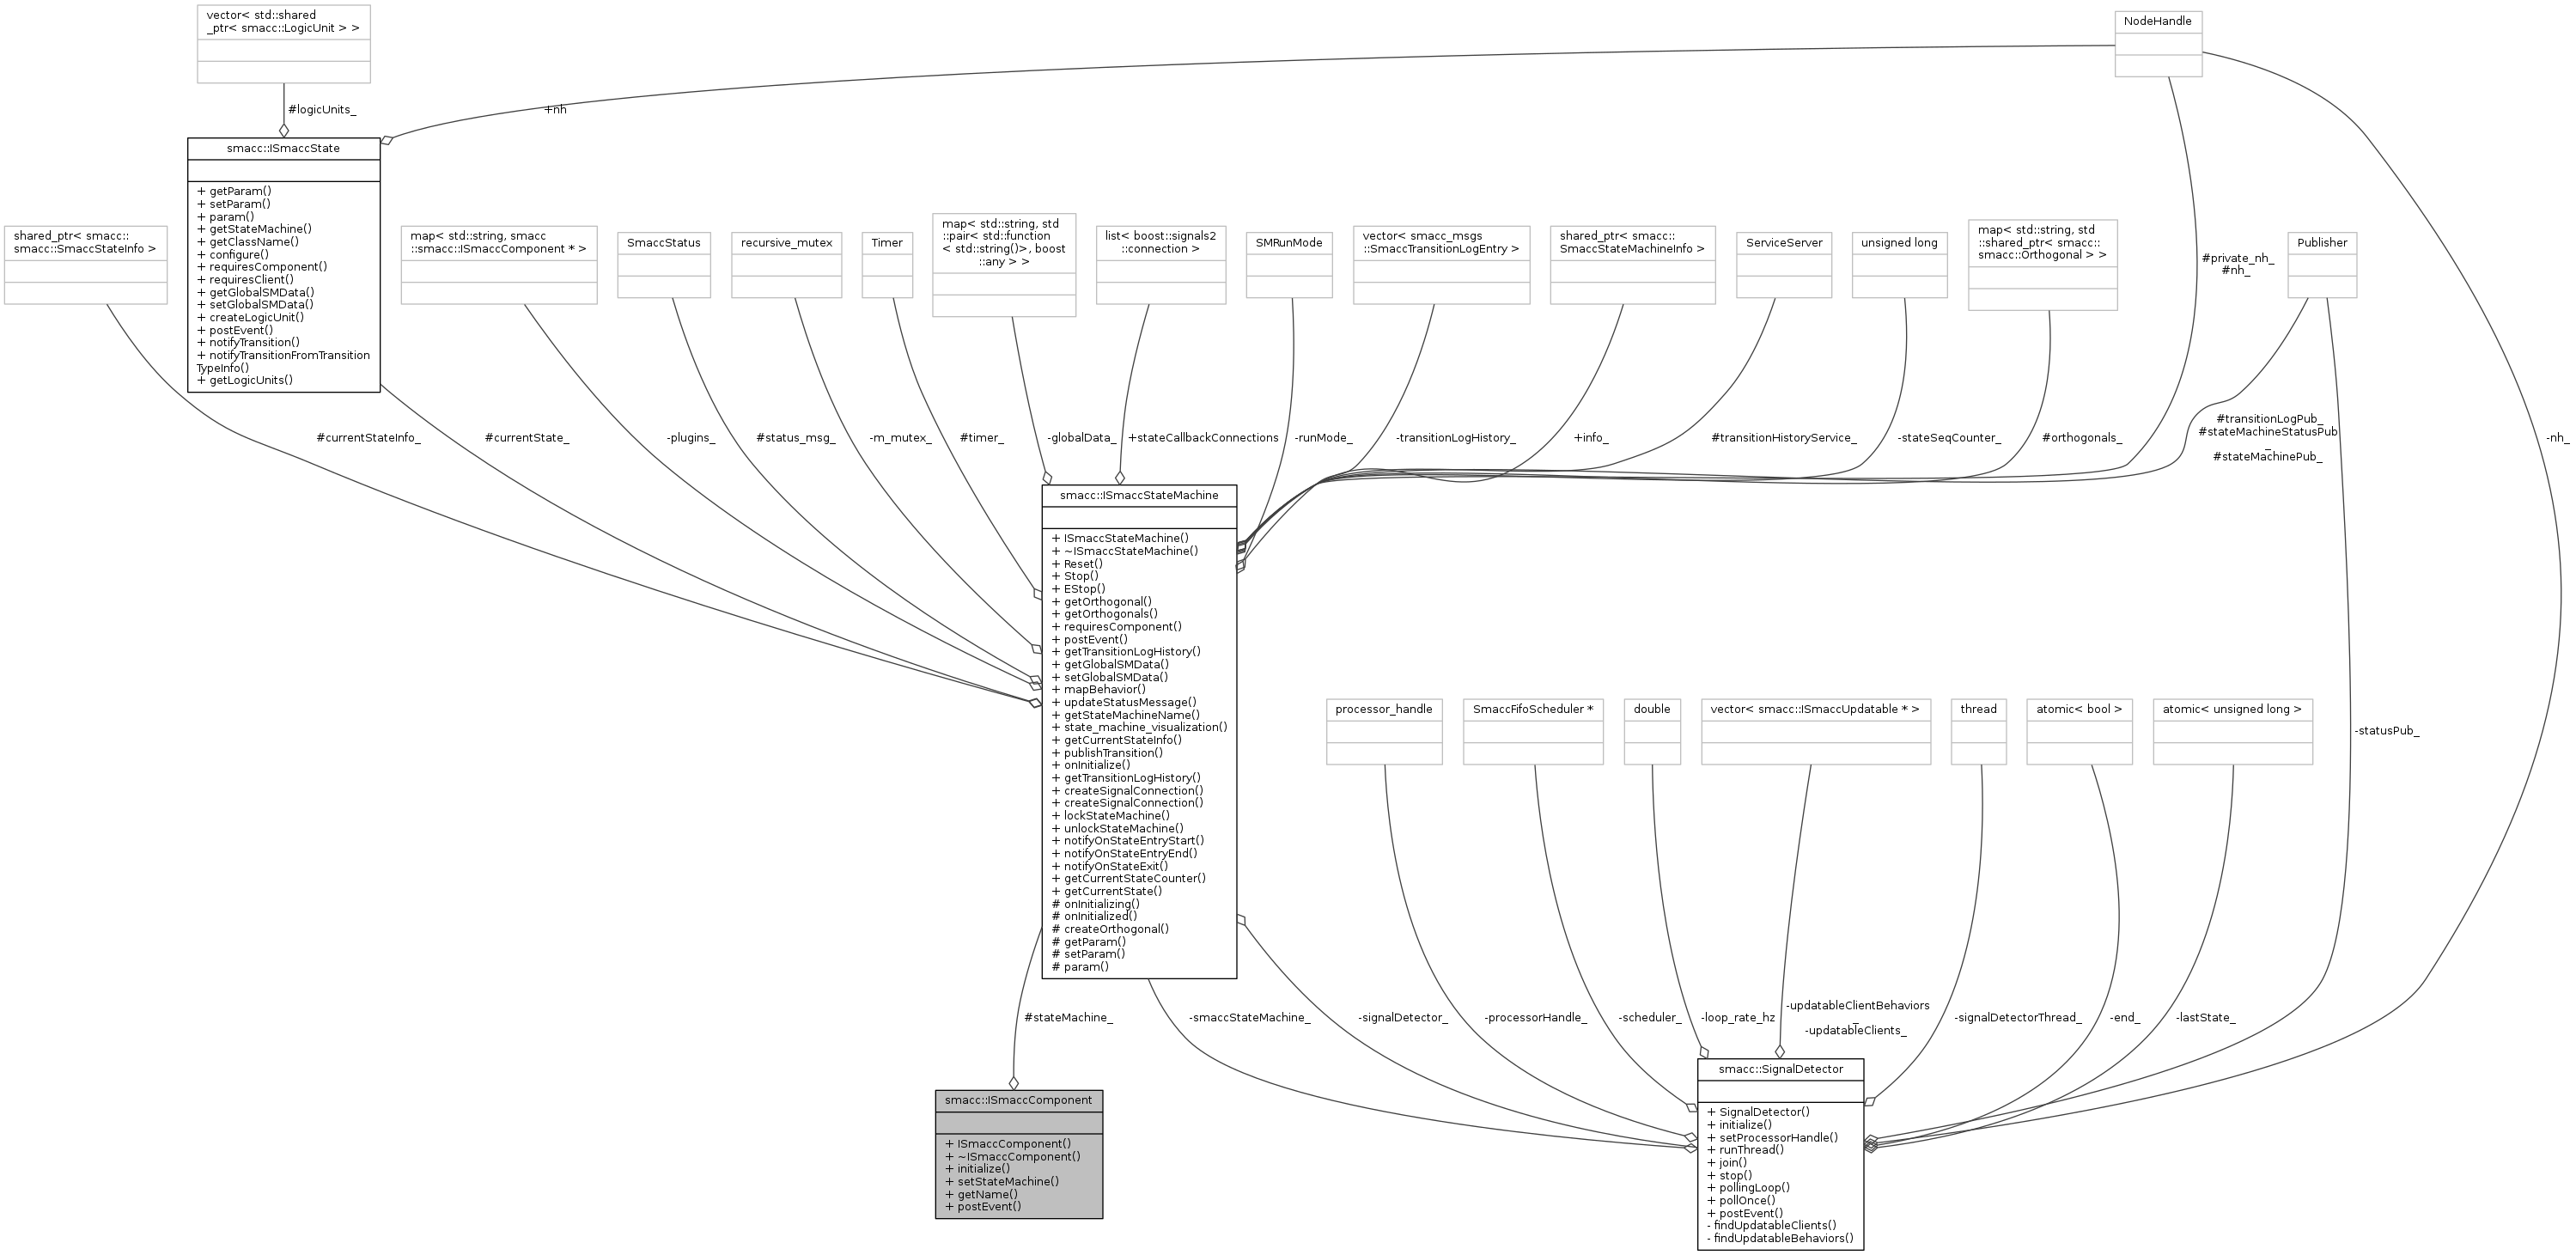 vector< std::shared
_ptr< smacc::LogicUnit > >
NodeHandle
#logicUnits_
+nh
smacc::ISmaccState
+ getParam()
+ setParam()
+ param()
+ getStateMachine()
+ getClassName()
+ configure()
+ requiresComponent()
+ requiresClient()
+ getGlobalSMData()
+ setGlobalSMData()
+ createLogicUnit()
+ postEvent()
+ notifyTransition()
+ notifyTransitionFromTransition
TypeInfo()
+ getLogicUnits()
shared_ptr< smacc::
smacc::SmaccStateInfo >
map< std::string, smacc
::smacc::ISmaccComponent * >
SmaccStatus
recursive_mutex
Timer
map< std::string, std
::pair< std::function
< std::string()>, boost
::any > >
list< boost::signals2
::connection >
SMRunMode
vector< smacc_msgs
::SmaccTransitionLogEntry >
shared_ptr< smacc::
SmaccStateMachineInfo >
ServiceServer
unsigned long
map< std::string, std
::shared_ptr< smacc::
smacc::Orthogonal > >
#private_nh_
#nh_
Publisher
#currentStateInfo_
#currentState_
-plugins_
#status_msg_
-m_mutex_
#timer_
-globalData_
+stateCallbackConnections
-runMode_
-transitionLogHistory_
+info_
#transitionHistoryService_
-stateSeqCounter_
#orthogonals_
#transitionLogPub_
#stateMachineStatusPub
_
#stateMachinePub_
-nh_
smacc::ISmaccStateMachine
+ ISmaccStateMachine()
+ ~ISmaccStateMachine()
+ Reset()
+ Stop()
+ EStop()
+ getOrthogonal()
+ getOrthogonals()
+ requiresComponent()
+ postEvent()
+ getTransitionLogHistory()
+ getGlobalSMData()
+ setGlobalSMData()
+ mapBehavior()
+ updateStatusMessage()
+ getStateMachineName()
+ state_machine_visualization()
+ getCurrentStateInfo()
+ publishTransition()
+ onInitialize()
+ getTransitionLogHistory()
+ createSignalConnection()
+ createSignalConnection()
+ lockStateMachine()
+ unlockStateMachine()
+ notifyOnStateEntryStart()
+ notifyOnStateEntryEnd()
+ notifyOnStateExit()
+ getCurrentStateCounter()
+ getCurrentState()
# onInitializing()
# onInitialized()
# createOrthogonal()
# getParam()
# setParam()
# param()
processor_handle
SmaccFifoScheduler *
double
vector< smacc::ISmaccUpdatable * >
thread
atomic< bool >
atomic< unsigned long >
-statusPub_
#stateMachine_
-smaccStateMachine_
-signalDetector_
-processorHandle_
-scheduler_
-loop_rate_hz
-updatableClientBehaviors
_
-updatableClients_
-signalDetectorThread_
-end_
-lastState_
smacc::ISmaccComponent
+ ISmaccComponent()
+ ~ISmaccComponent()
+ initialize()
+ setStateMachine()
+ getName()
+ postEvent()
smacc::SignalDetector
+ SignalDetector()
+ initialize()
+ setProcessorHandle()
+ runThread()
+ join()
+ stop()
+ pollingLoop()
+ pollOnce()
+ postEvent()
- findUpdatableClients()
- findUpdatableBehaviors()